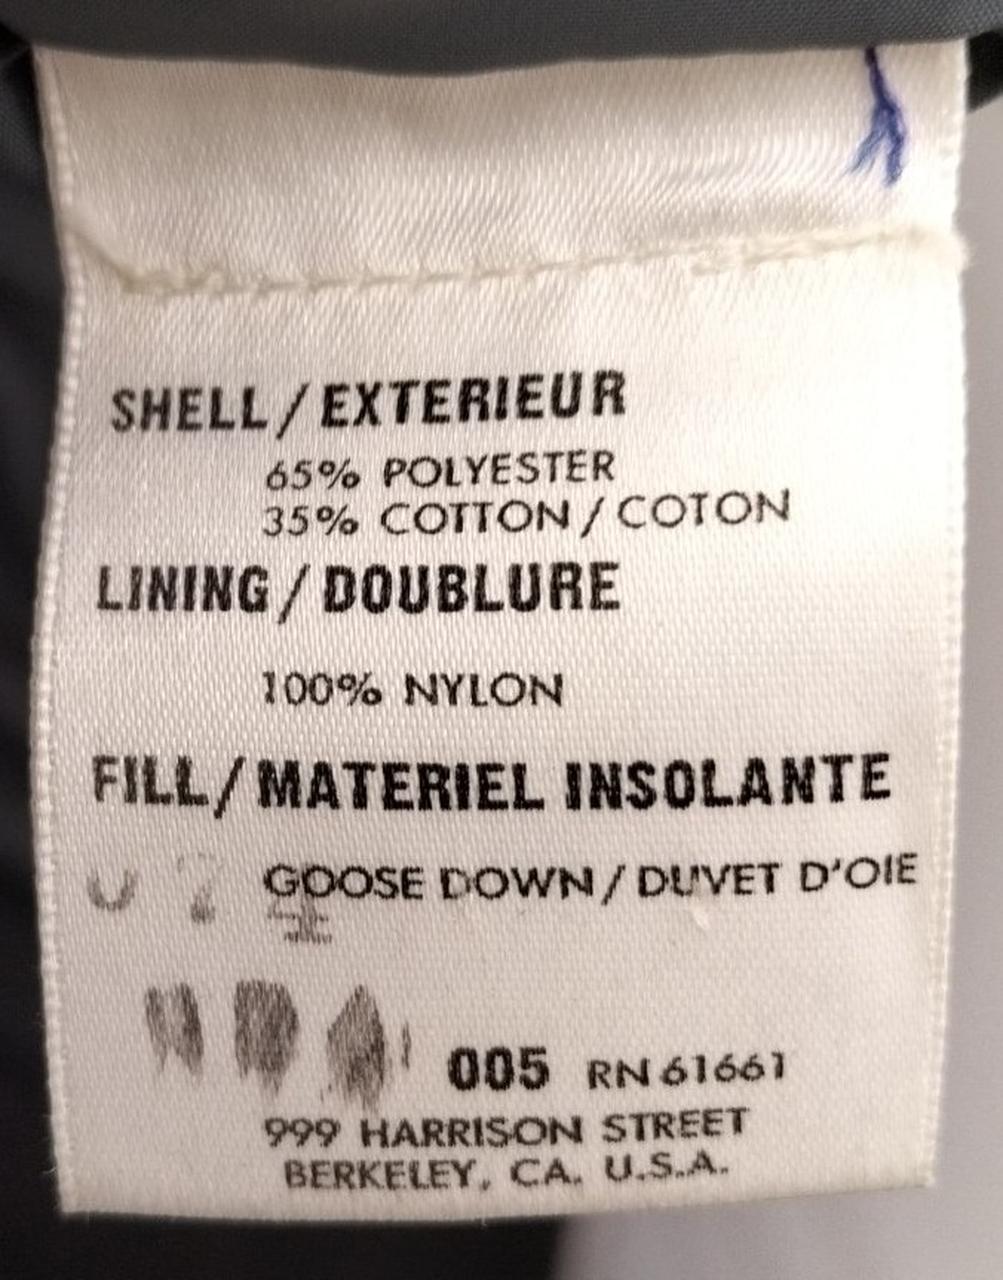 SHELL / EXTERIEUR
65% POLYESTER
35% COTTON / COTON
LINING / DOUBLURE
100% NYLON
FILL / MATERIEL INSOLANTE
GOOSE DOWN / DUVET D'OIE
005 RN 61661
999 HARRISON STREET
BERKELEY, CA. U.S.A.